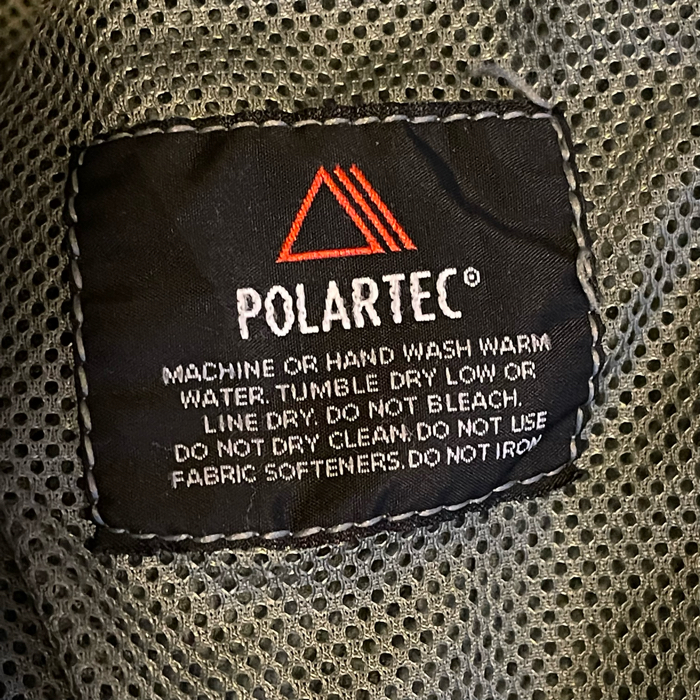 POLARTEC®
MACHINE OR HAND WASH WARM
WATER. TUMBLE DRY LOW OR
LINE DRY. DO NOT BLEACH.
DO NOT DRY CLEAN. DO NOT USE
FABRIC SOFTENERS. DO NOT IRON